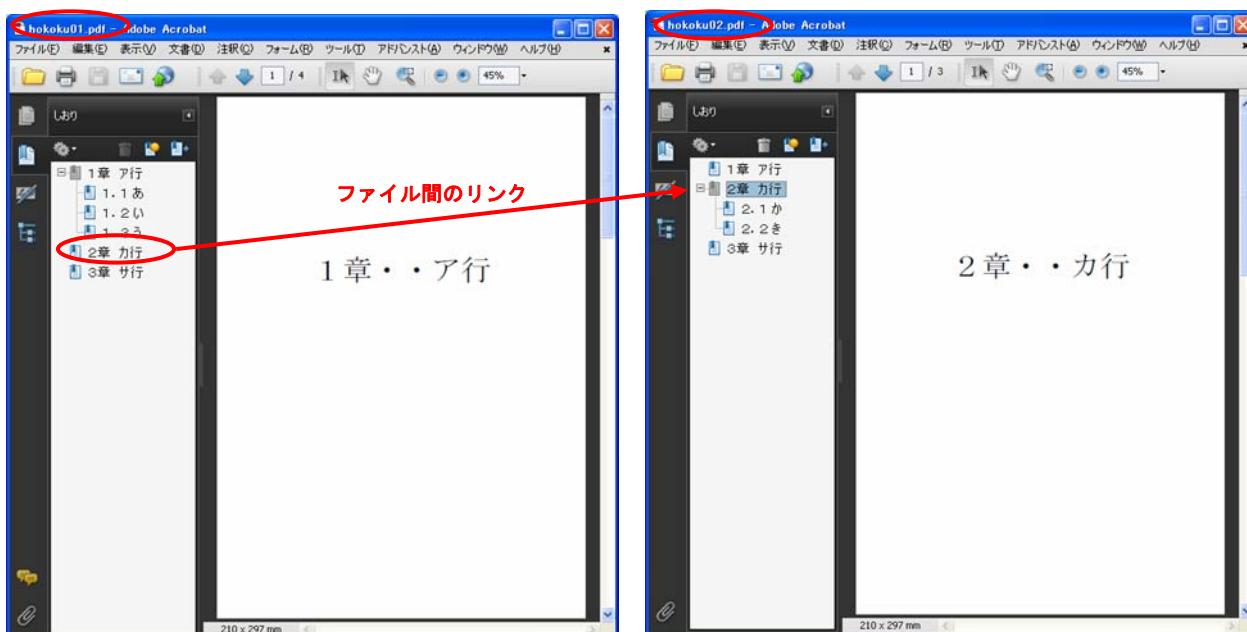 hokoku01.pdf - Adobe Acrobat
ファイル(F) 編集(E) 表示(V) 文書(D) 注釈(C) フォーム(R) ツール(T) アドバンスト(A) ウィンドウ(W) ヘルプ(H)
1 / 4 45%
しおり
1章 ア行
1.1あ
1.2い
1.3う
2章 カ行
3章 サ行
ファイル間のリンク
1章・・ア行
210 x 297 mm
hokoku02.pdf - Adobe Acrobat
ファイル(F) 編集(E) 表示(V) 文書(D) 注釈(C) フォーム(R) ツール(T) アドバンスト(A) ウィンドウ(W) ヘルプ(H)
1 / 3 45%
しおり
1章 ア行
2章 カ行
2.1か
2.2き
3章 サ行
2章・・カ行
210 x 297 mm